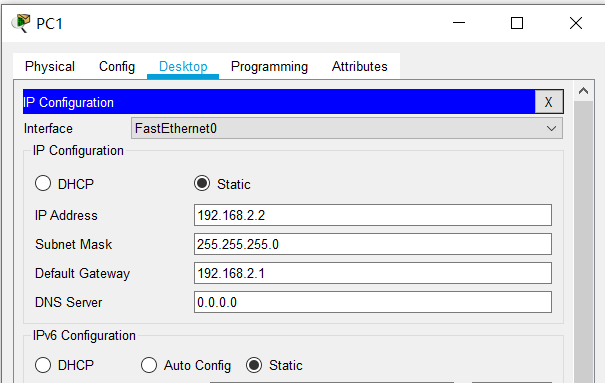 PC1
Physical Config Desktop Programming Attributes
IP Configuration X
Interface FastEthernet0
IP Configuration
DHCP Static
IP Address 192.168.2.2
Subnet Mask 255.255.255.0
Default Gateway 192.168.2.1
DNS Server 0.0.0.0
IPv6 Configuration
DHCP Auto Config Static